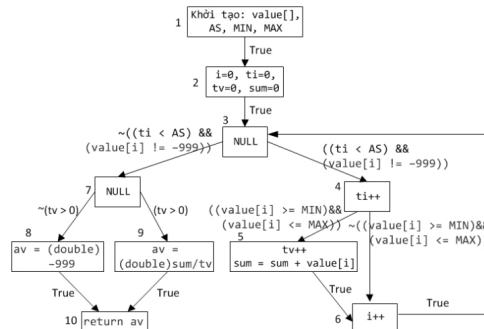 1
Khởi tạo: value[],
AS, MIN, MAX
True
2
i=0, ti=0,
tv=0, sum=0
True
3
NULL
~((ti < AS) &&
(value[i] != -999))
((ti < AS) &&
(value[i] != -999))
7
NULL
4
ti++
~(tv > 0)
(tv > 0)
((value[i] >= MIN)&&
(value[i] <= MAX))
~((value[i] >= MIN)&&
(value[i] <= MAX)
8
av = (double)
-999
9
av =
(double)sum/tv
5
tv++
sum = sum + value[i]
True
True
True
True
10
return av
6
i++